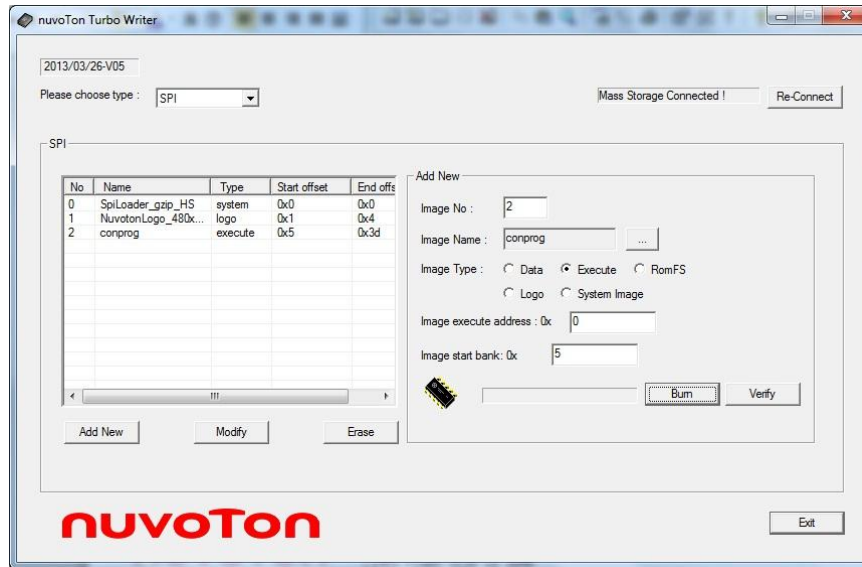 nuvoTon Turbo Writer
2013/03/26-V05
Please choose type : SPI
Mass Storage Connected ! Re-Connect
SPI
No Name Type Start offset End offs
0 SpiLoader_gzip_HS system 0x0 0x0
1 NuvotonLogo_480x... logo 0x1 0x4
2 conprog execute 0x5 0x3d
Add New Modify Erase
Add New
Image No : 2
Image Name : conprog ...
Image Type : Data Execute RomFS
Logo System Image
Image execute address : 0x 0
Image start bank: 0x 5
Burn Verify
nuvoTon
Exit